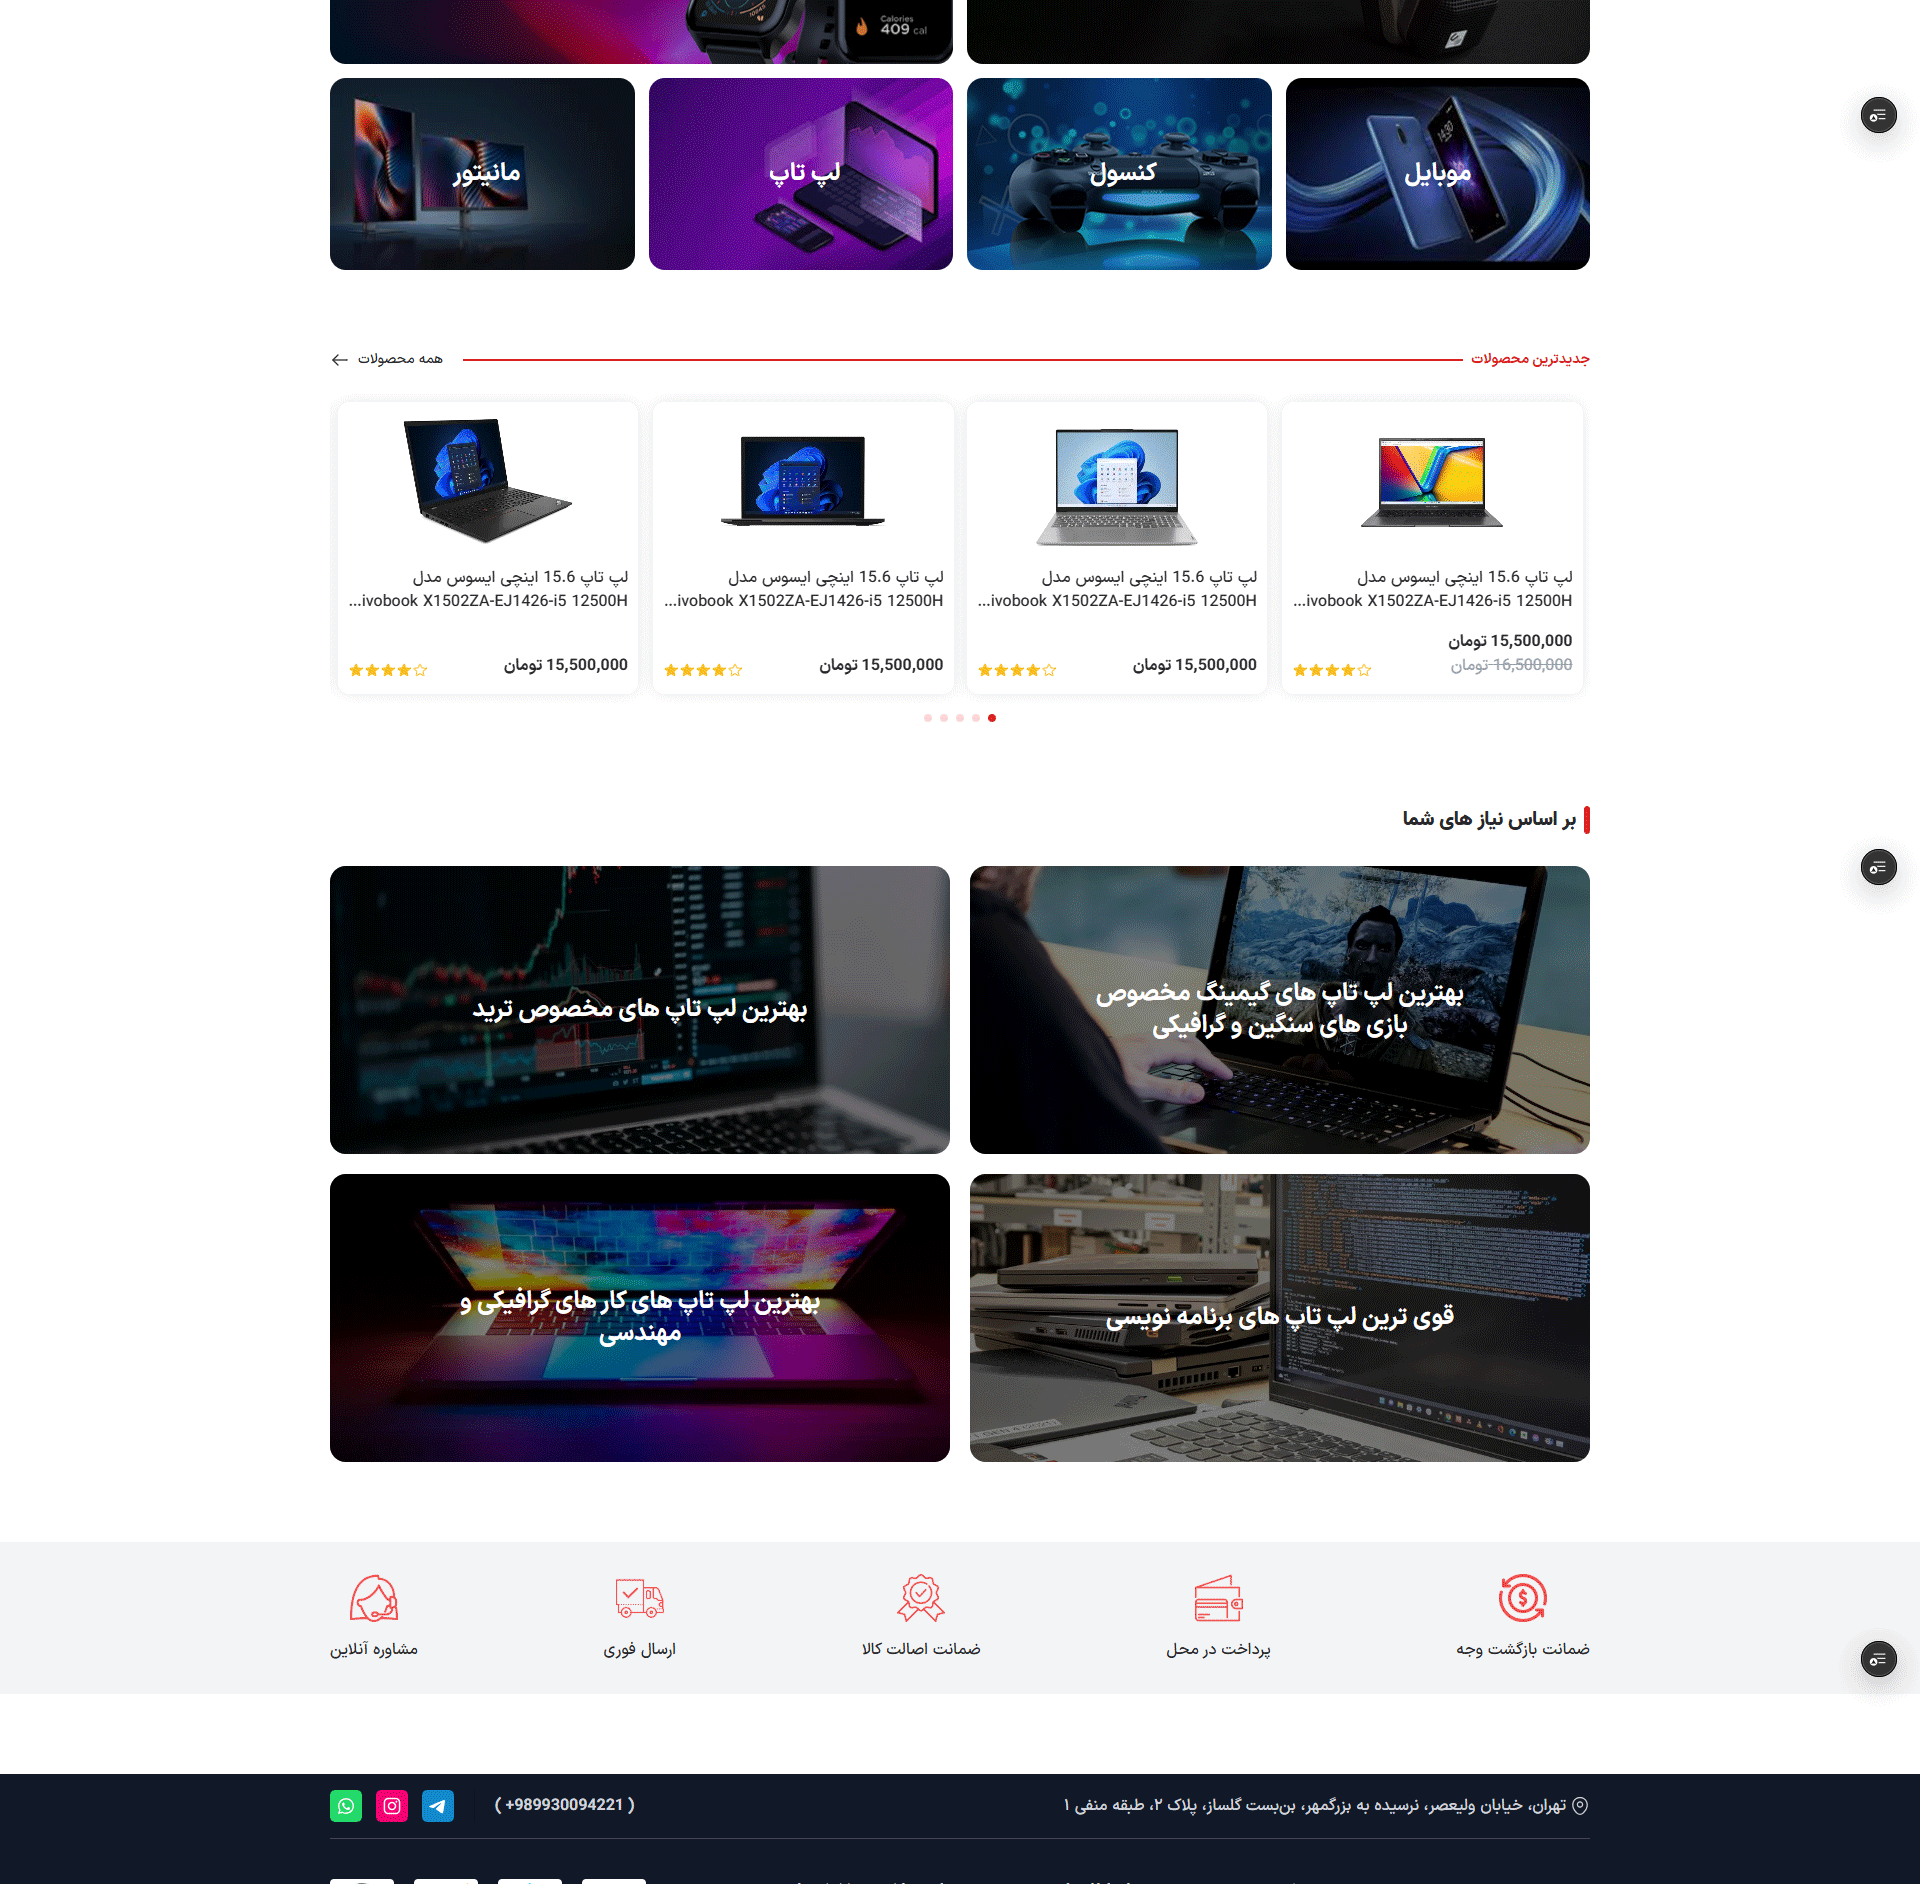 Calories
409 cal
موبایل
کنسول
لپ تاپ
مانیتور
جدیدترین محصولات
همه محصولات
لپ تاپ 15.6 اینچی ایسوس مدل
...ivobook X1502ZA-EJ1426-i5 12500H
15,500,000 تومان
16,500,000 تومان
لپ تاپ 15.6 اینچی ایسوس مدل
...ivobook X1502ZA-EJ1426-i5 12500H
15,500,000 تومان
لپ تاپ 15.6 اینچی ایسوس مدل
...ivobook X1502ZA-EJ1426-i5 12500H
15,500,000 تومان
لپ تاپ 15.6 اینچی ایسوس مدل
...ivobook X1502ZA-EJ1426-i5 12500H
15,500,000 تومان
بر اساس نیاز های شما
بهترین لپ تاپ های گیمینگ مخصوص
بازی های سنگین و گرافیکی
بهترین لپ تاپ های مخصوص ترید
قوی ترین لپ تاپ های برنامه نویسی
بهترین لپ تاپ های کار های گرافیکی و
مهندسی
ضمانت بازگشت وجه
پرداخت در محل
ضمانت اصالت کالا
ارسال فوری
مشاوره آنلاین
تهران، خیابان ولیعصر، نرسیده به بزرگمهر، بن‌بست گلساز، پلاک ۲، طبقه منفی ۱
( +989930094221 )